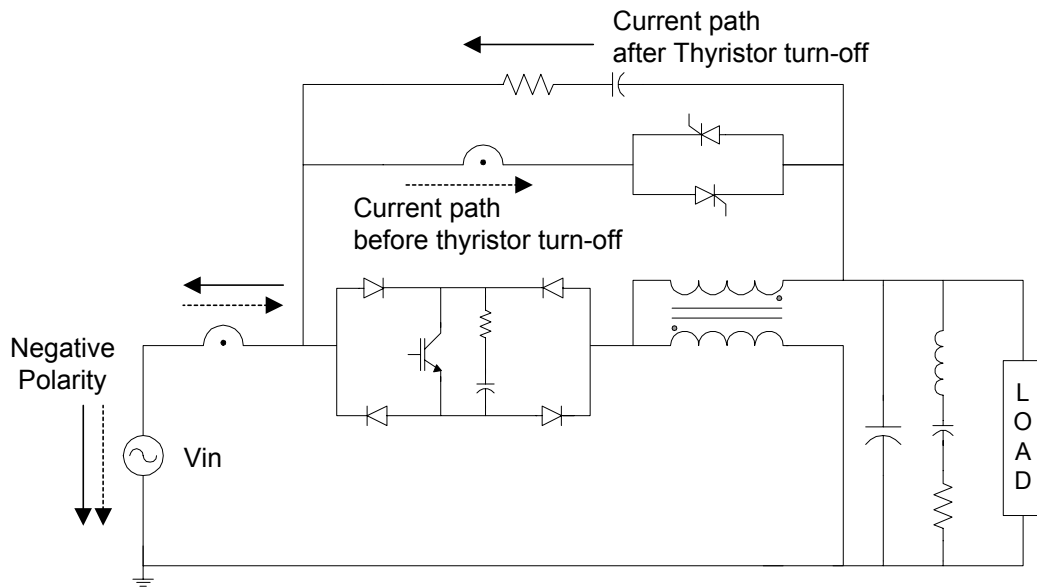 Current path
after Thyristor turn-off
Current path
before thyristor turn-off
Negative
Polarity
Vin
L
O
A
D